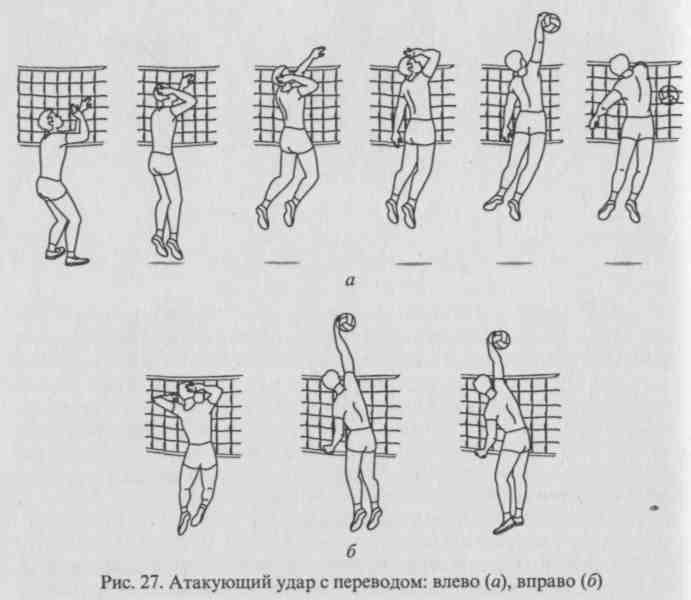 а
б
Рис. 27. Атакующий удар с переводом: влево (а), вправо (б)